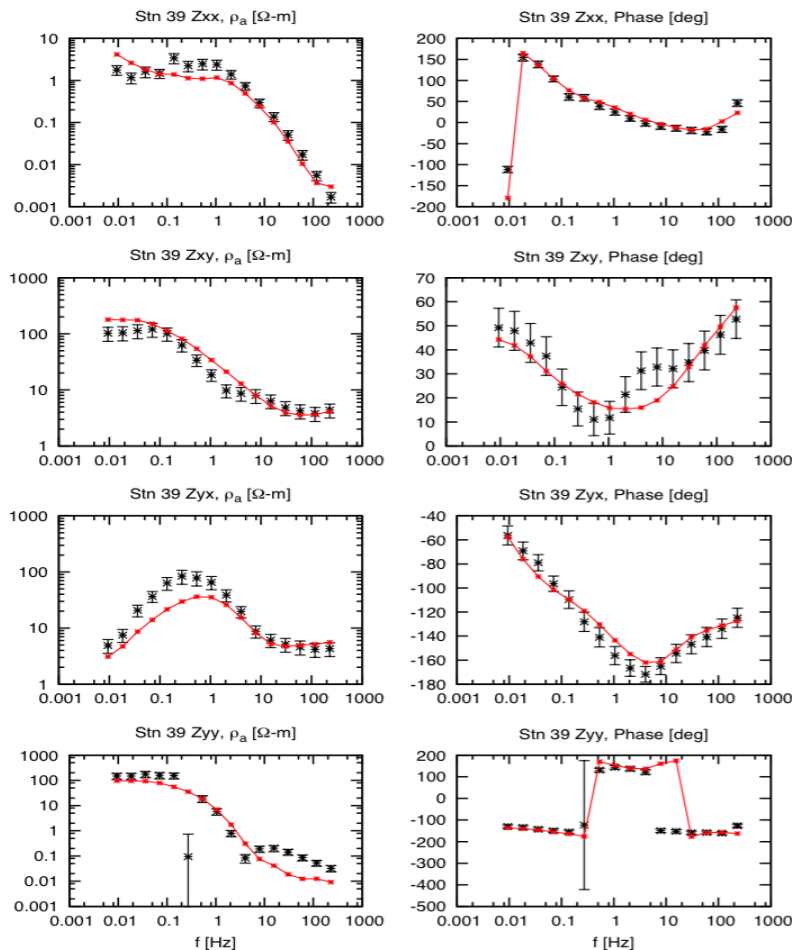 Stn 39 Zxx, ρa [Ω-m]
Stn 39 Zxx, Phase [deg]
10
1
0.1
0.01
0.001
0.001 0.01 0.1 1 10 100 1000
200
150
100
50
0
-50
-100
-150
-200
0.001 0.01 0.1 1 10 100 1000
Stn 39 Zxy, ρa [Ω-m]
Stn 39 Zxy, Phase [deg]
1000
100
10
1
0.001 0.01 0.1 1 10 100 1000
70
60
50
40
30
20
10
0
0.001 0.01 0.1 1 10 100 1000
Stn 39 Zyx, ρa [Ω-m]
Stn 39 Zyx, Phase [deg]
1000
100
10
1
0.001 0.01 0.1 1 10 100 1000
-40
-60
-80
-100
-120
-140
-160
-180
0.001 0.01 0.1 1 10 100 1000
Stn 39 Zyy, ρa [Ω-m]
Stn 39 Zyy, Phase [deg]
1000
100
10
1
0.1
0.01
0.001
0.001 0.01 0.1 1 10 100 1000
f [Hz]
200
100
0
-100
-200
-300
-400
-500
0.001 0.01 0.1 1 10 100 1000
f [Hz]